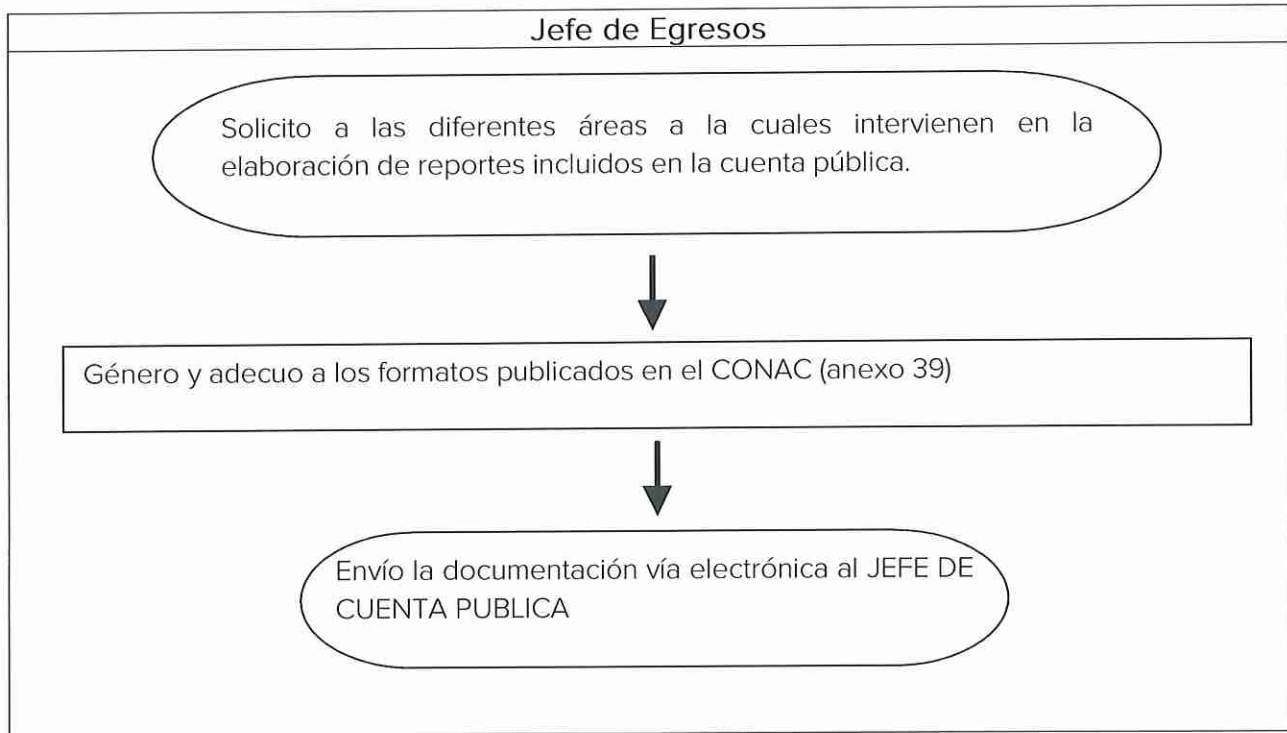 Jefe de Egresos
Solicito a las diferentes áreas a la cuales intervienen en la
elaboración de reportes incluidos en la cuenta pública.
Género y adecuo a los formatos publicados en el CONAC (anexo 39)
Envío la documentación vía electrónica al JEFE DE
CUENTA PUBLICA